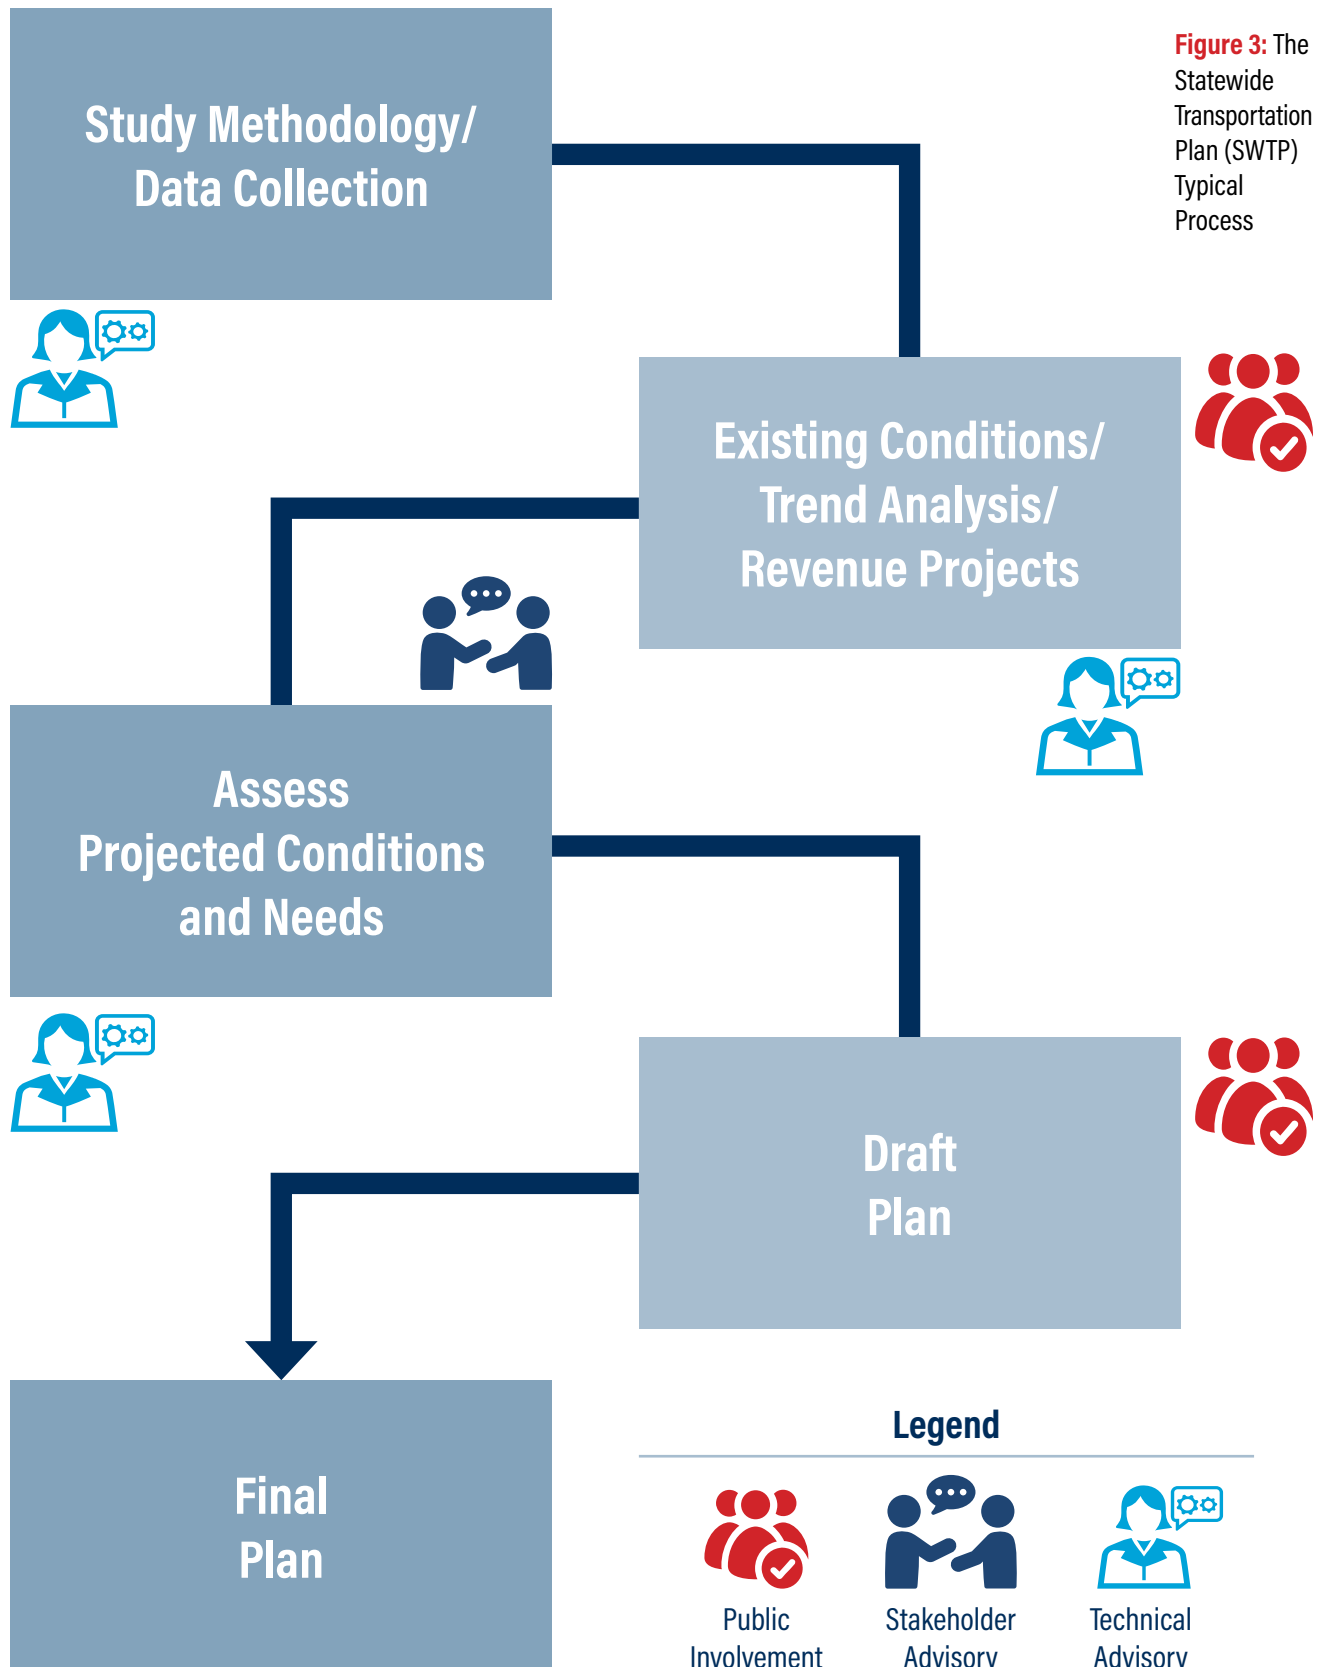 Figure 3: The
Statewide
Transportation
Plan (SWTP)
Typical
Process
Study Methodology/
Data Collection
Existing Conditions/
Trend Analysis/
Revenue Projects
Assess
Projected Conditions
and Needs
Draft
Plan
Final
Plan
Legend
Public
Involvement
Stakeholder
Advisory
Technical
Advisory